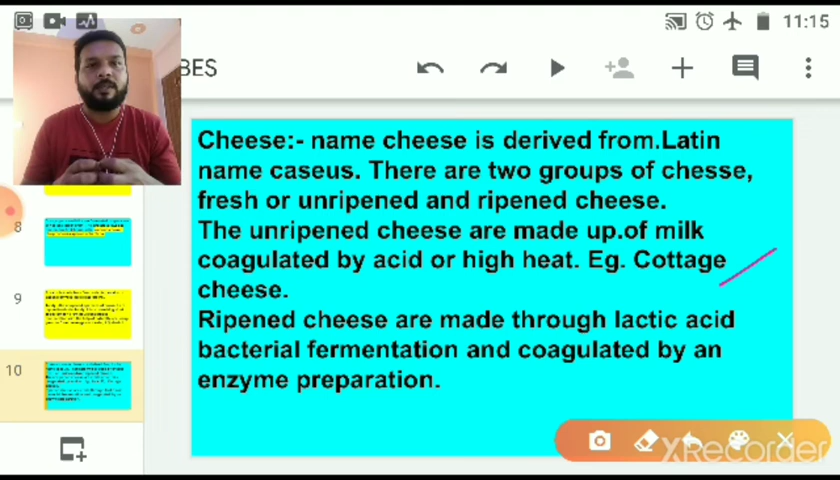 11:15
BES
Cheese:- name cheese is derived from.Latin
name caseus. There are two groups of chesse,
fresh or unripened and ripened cheese.
The unripened cheese are made up.of milk
coagulated by acid or high heat. Eg. Cottage
cheese.
Ripened cheese are made through lactic acid
bacterial fermentation and coagulated by an
enzyme preparation.
8
9
10
XRecorder